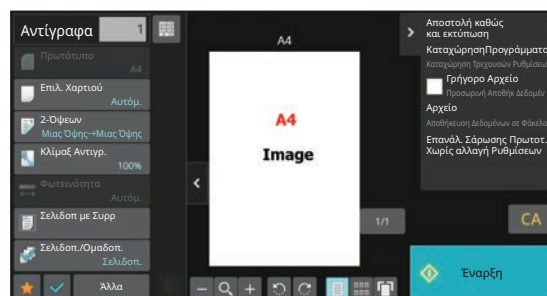 Αντίγραφα 1
Πρωτότυπο
A4
Επιλ. Χαρτιού
Αυτόμ.
2-Όψεων
Μιας Όψης→Μιας Όψης
Κλίμαξ Αντιγρ.
100%
Φωτεινότητα
Αυτόμ.
Σελιδοπ με Συρρ
Σελιδοπ./Ομαδοπ.
Σελιδοπ.
Άλλα
A4
A4
Image
1/1
Αποστολή καθώς
και εκτύπωση
ΚαταχώρησηΠρογράμματο
Καταχώρηση Τρεχουσών Ρυθμίσεω
Γρήγορο Αρχείο
Προσωρινή Αποθήκ Δεδομέν
Αρχείο
Αποθήκευση Δεδομένων σε Φάκελο
Επανάλ. Σάρωσης Πρωτοτ.
Χωρίς αλλαγή Ρυθμίσεων
CA
Έναρξη